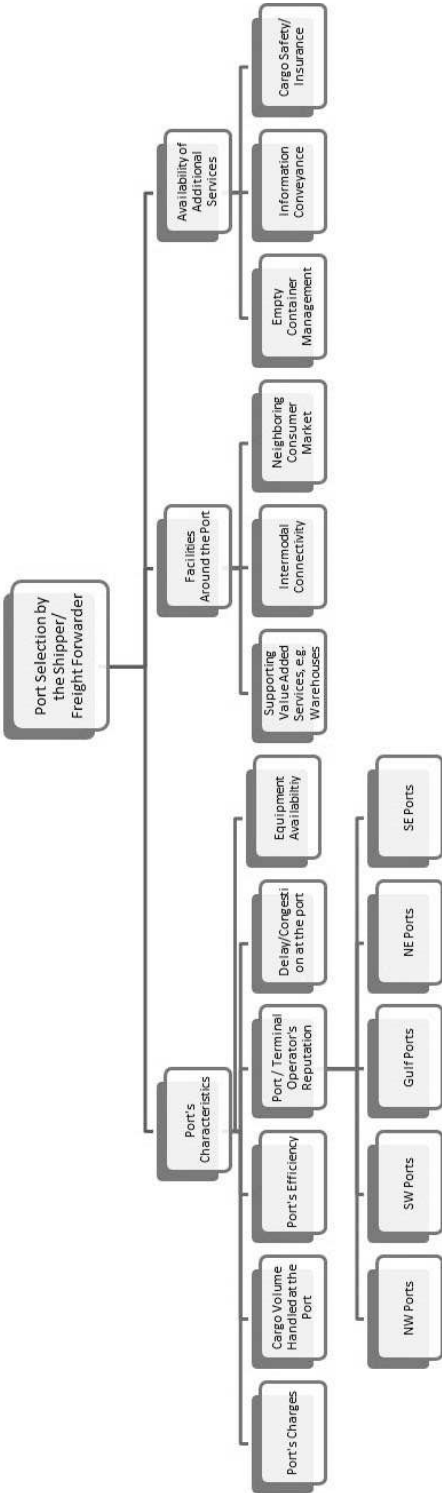 Port Selection by
the Shipper/
Freight Forwarder
Port's
Characteristics
Facilities
Around the Port
Availability of
Additional
Services
Port's Charges
Cargo Volume
Handled at the
Port
Port's Efficiency
Port / Terminal
Operator's
Reputation
Delay/Congesti
on at the port
Equipment
Availabiltiy
Supporting
Value Added
Services, e.g.
Warehouses
Intermodal
Connectivity
Neighboring
Consumer
Market
Empty
Container
Management
Information
Conveyance
Cargo Safety/
Insurance
NW Ports
SW Ports
Gulf Ports
NE Ports
SE Ports